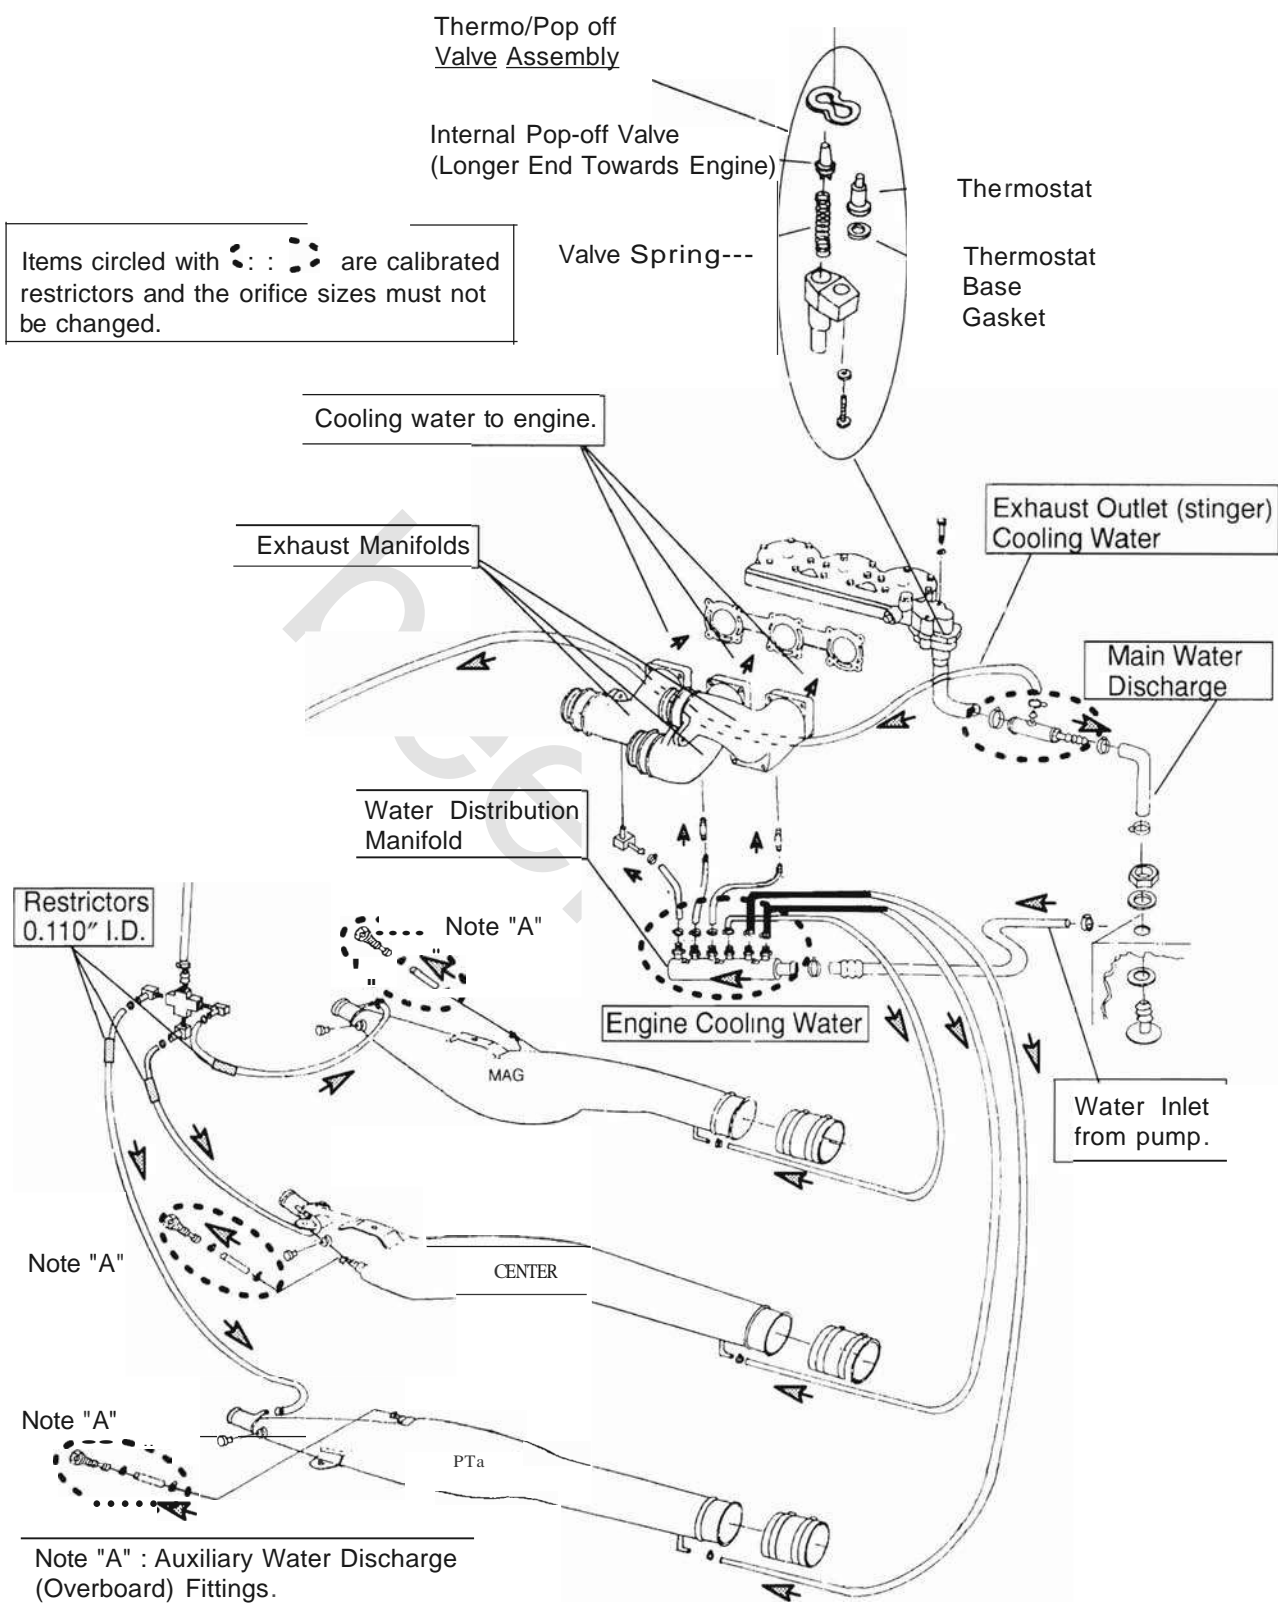 Thermo/Pop off
Valve Assembly
Internal Pop-off Valve
(Longer End Towards Engine)
Thermostat
Valve Spring---
Thermostat
Base
Gasket
Items circled with are calibrated
restrictors and the orifice sizes must not
be changed.
Cooling water to engine.
Exhaust Outlet (stinger)
Cooling Water
Exhaust Manifolds
Main Water
Discharge
Water Distribution
Manifold
Restrictors
0.110" I.D.
Note "A"
Engine Cooling Water
MAG
Water Inlet
from pump.
Note "A"
CENTER
Note "A"
PTa
Note "A" : Auxiliary Water Discharge
(Overboard) Fittings.